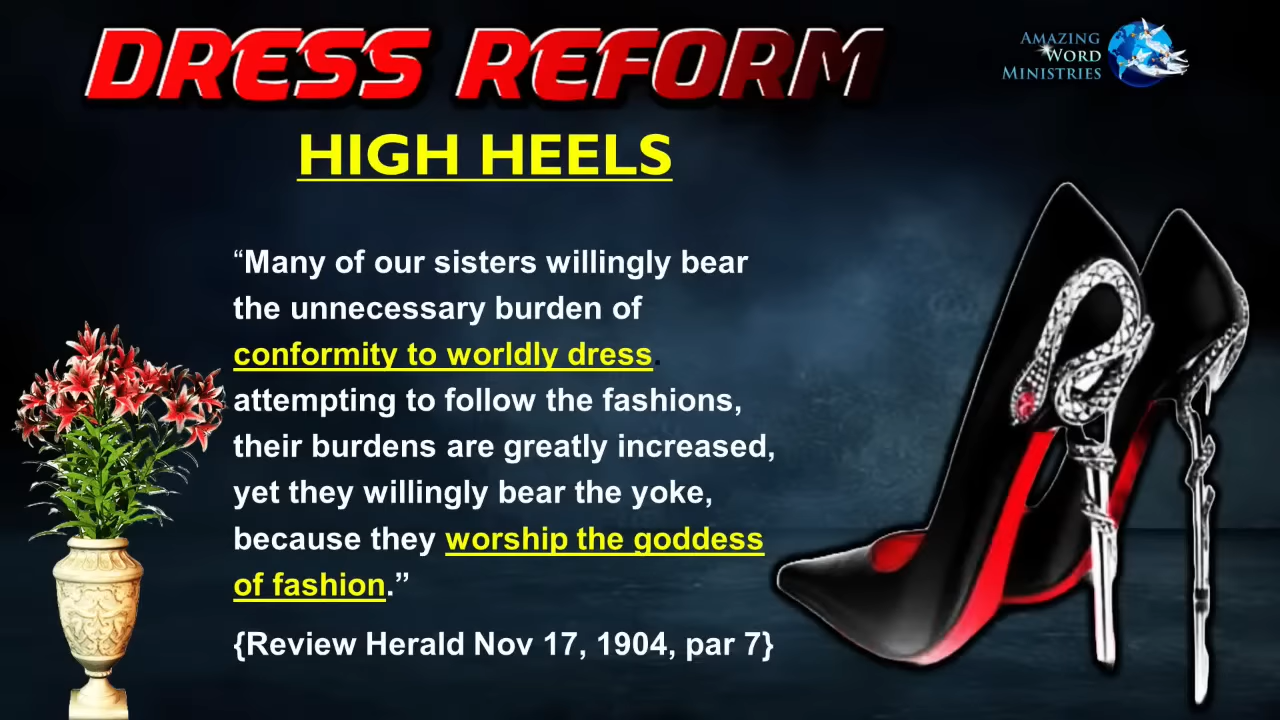 DRESS REFORM
AMAZING
WORD
MINISTRIES
HIGH HEELS
“Many of our sisters willingly bear
the unnecessary burden of
conformity to worldly dress.
attempting to follow the fashions,
their burdens are greatly increased,
yet they willingly bear the yoke,
because they worship the goddess
of fashion.”
{Review Herald Nov 17, 1904, par 7}